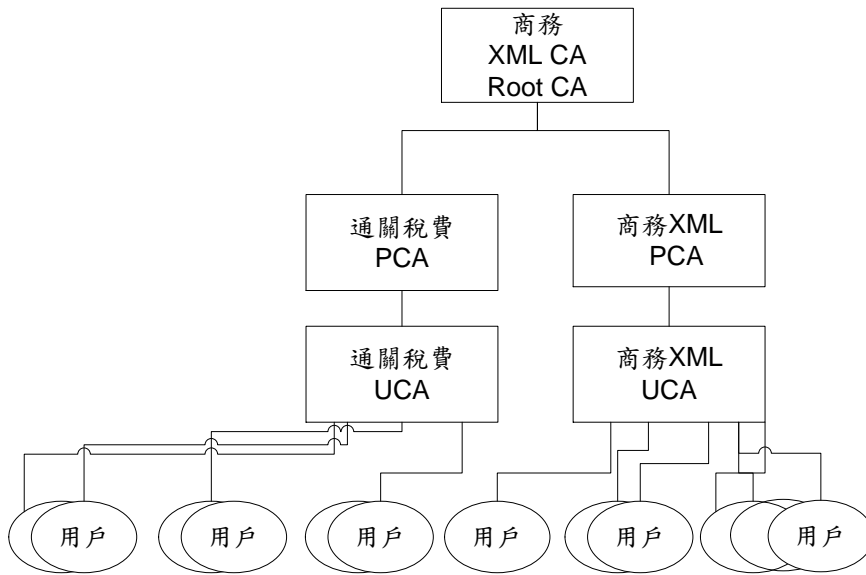 商務
XML CA
Root CA
通關稅費
PCA
商務XML
PCA
通關稅費
UCA
商務XML
UCA
用戶
用戶
用戶
用戶
用戶
用戶